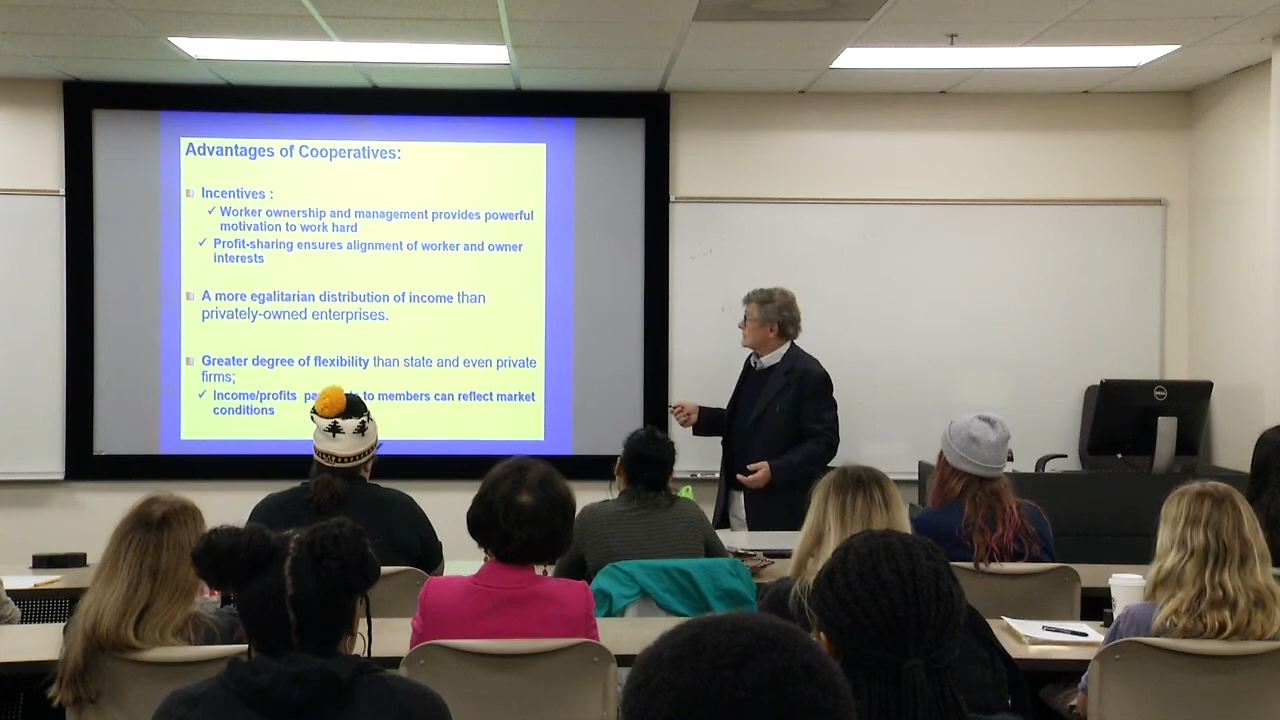 Advantages of Cooperatives:
Incentives :
Worker ownership and management provides powerful
motivation to work hard
Profit-sharing ensures alignment of worker and owner
interests
A more egalitarian distribution of income than
privately-owned enterprises.
Greater degree of flexibility than state and even private
firms;
Income/profits to members can reflect market
conditions
DELL